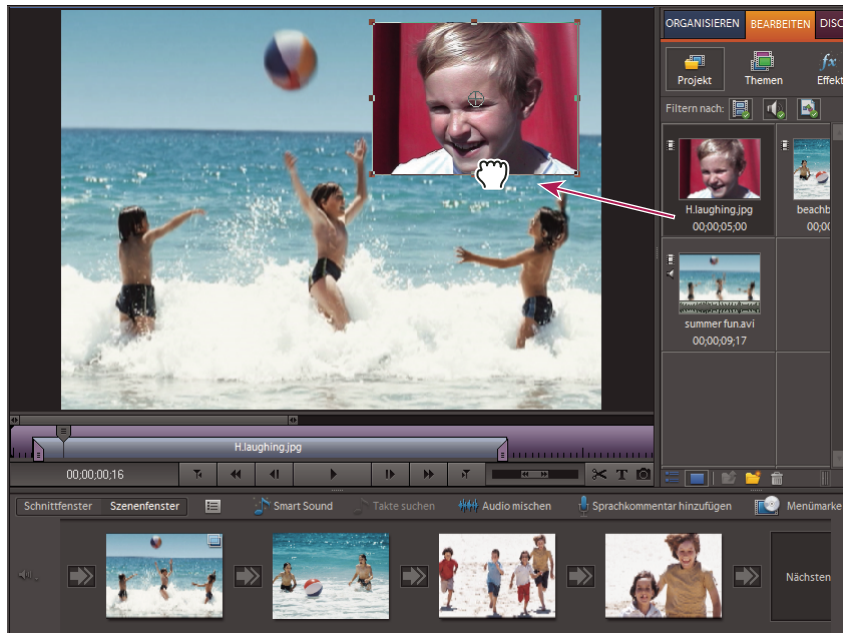 ORGANISIEREN BEARBEITEN DISC
Projekt Themen Effekt
Filtern nach:
H.laughing.jpg beachb
00;00;05;00 00;00
summer fun.avi
00;00;09;17
H.laughing.jpg
00;00;00;16
T
Schnittfenster Szenenfenster Smart Sound Takte suchen Audio mischen Sprachkommentar hinzufügen Menümarke
Nächsten